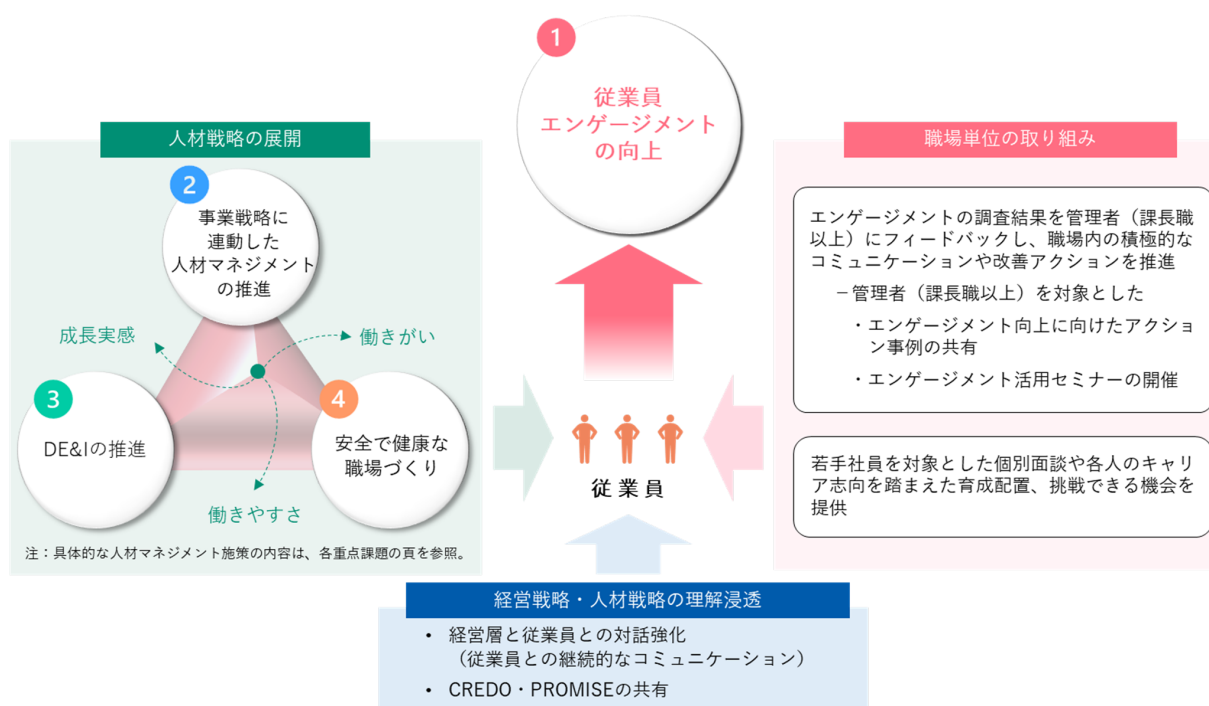 1
従業員
エンゲージメント
の向上
人材戦略の展開
2
事業戦略に
連動した
人材マネジメント
の推進
成長実感
働きがい
3
DE&Iの推進
4
安全で健康な
職場づくり
働きやすさ
注：具体的な人材マネジメント施策の内容は、各重点課題の頁を参照。
従業員
職場単位の取り組み
エンゲージメントの調査結果を管理者（課長職
以上）にフィードバックし、職場内の積極的な
コミュニケーションや改善アクションを推進
－管理者（課長職以上）を対象とした
・エンゲージメント向上に向けたアクショ
ン事例の共有
・エンゲージメント活用セミナーの開催
若手社員を対象とした個別面談や各人のキャリ
ア志向を踏まえた育成配置、挑戦できる機会を
提供
経営戦略・人材戦略の理解浸透
• 経営層と従業員との対話強化
（従業員との継続的なコミュニケーション）
• CREDO・PROMISEの共有